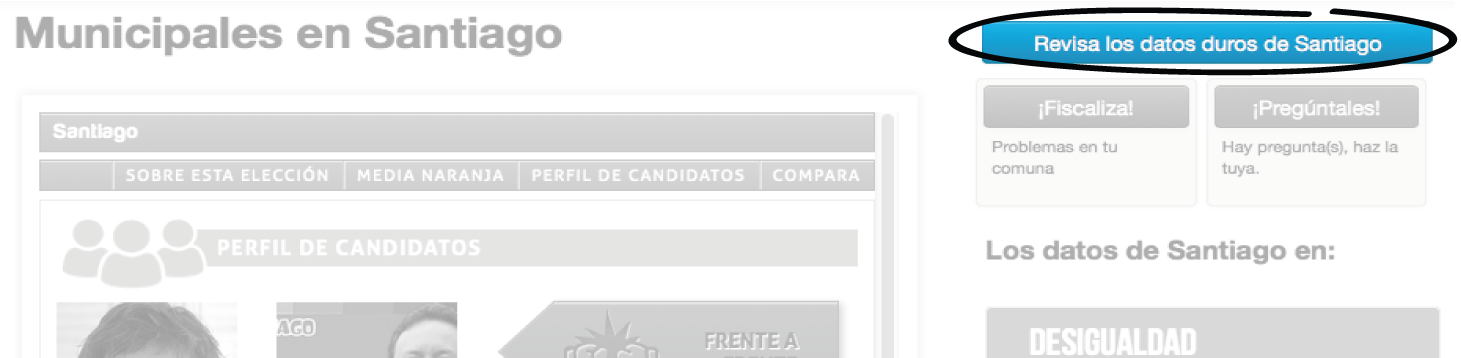 Municipales en Santiago
Revisa los datos duros de Santiago
¡Fiscaliza!
Problemas en tu
comuna
¡Pregúntales!
Hay pregunta(s), haz la
tuya.
Santiago
SOBRE ESTA ELECCIÓN
MEDIA NARANJA
PERFIL DE CANDIDATOS
COMPARA
PERFIL DE CANDIDATOS
AGO
FRENTE A
Los datos de Santiago en:
DESIGUALDAD